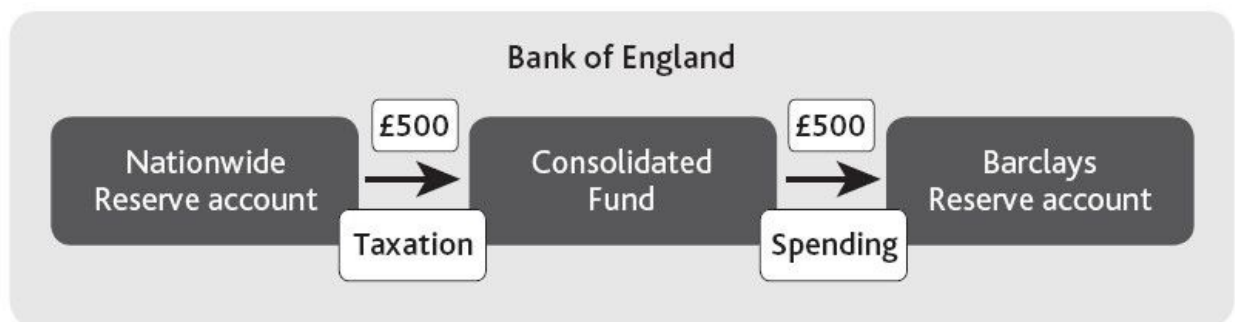 Bank of England
£500
£500
Nationwide
Reserve account
Consolidated
Fund
Barclays
Reserve account
Taxation
Spending